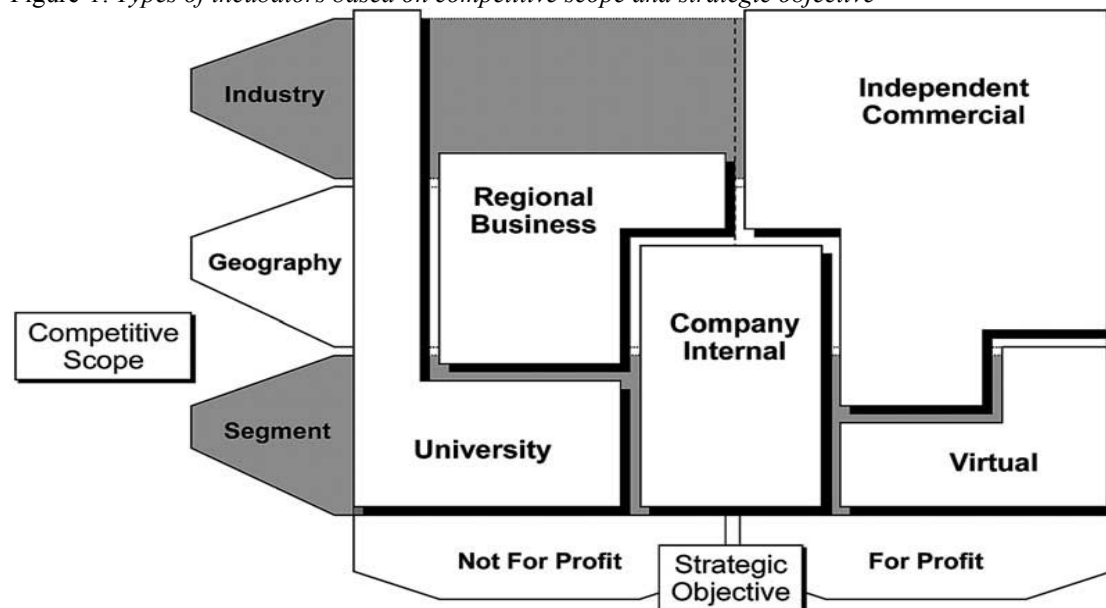 Figure 1. Types of incubators based on competitive scope and strategic objective
Industry
Independent
Commercial
Regional
Business
Geography
Company
Internal
Competitive
Scope
Segment
University
Virtual
Not For Profit
Strategic
Objective
For Profit